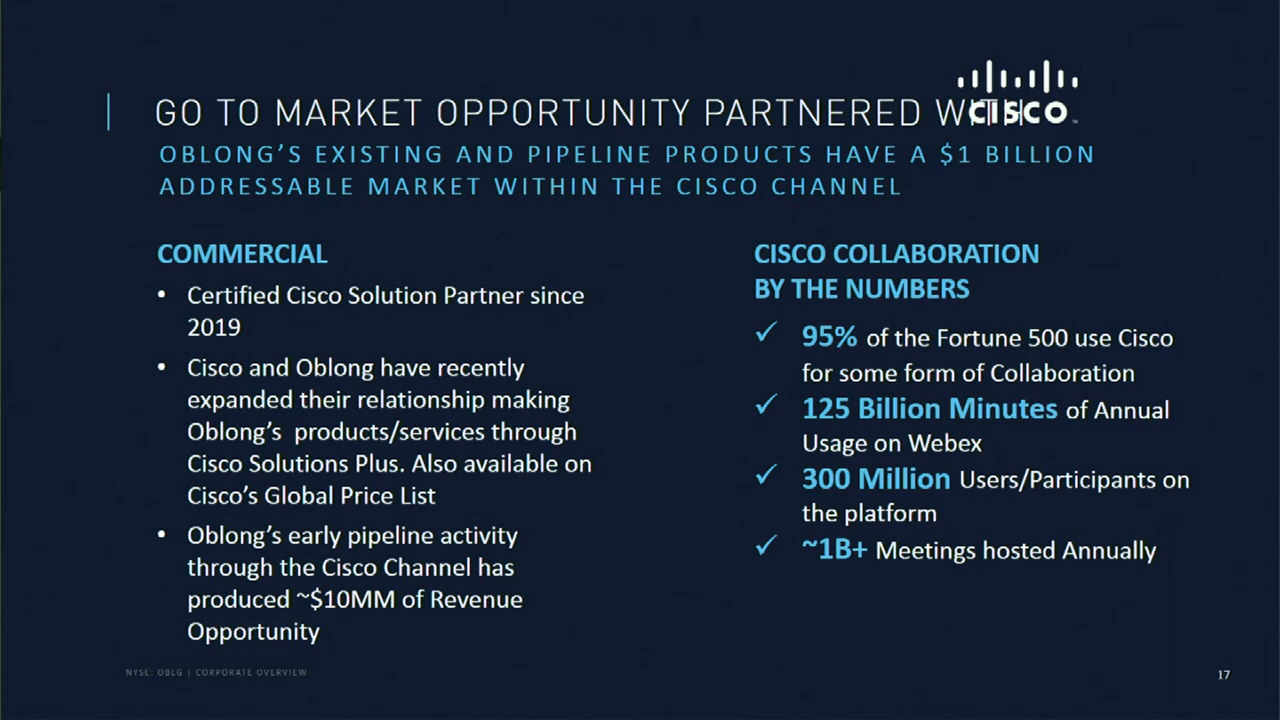 GO TO MARKET OPPORTUNITY PARTNERED WITH
CISCO
OBLONG'S EXISTING AND PIPELINE PRODUCTS HAVE A $1 BILLION
ADDRESSABLE MARKET WITHIN THE CISCO CHANNEL
COMMERCIAL
• Certified Cisco Solution Partner since
2019
• Cisco and Oblong have recently
expanded their relationship making
Oblong's  products/services through
Cisco Solutions Plus. Also available on
Cisco's Global Price List
• Oblong's early pipeline activity
through the Cisco Channel has
produced ~$10MM of Revenue
Opportunity
CISCO COLLABORATION
BY THE NUMBERS
✓ 95% of the Fortune 500 use Cisco
for some form of Collaboration
✓ 125 Billion Minutes of Annual
Usage on Webex
✓ 300 Million Users/Participants on
the platform
✓ ~1B+ Meetings hosted Annually
NYSE: OBLG | CORPORATE OVERVIEW
17